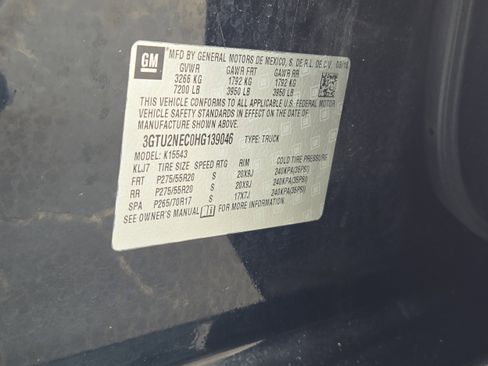 GM
MFD BY GENERAL MOTORS DE MEXICO, S. DE R.L. DE C.V.
GVWR GAWR FRT GAWR RR
3266 KG 1792 KG 1792 KG
7200 LB 3950 LB 3950 LB
THIS VEHICLE CONFORMS TO ALL APPLICABLE U.S. FEDERAL MOTOR
VEHICLE SAFETY STANDARDS IN EFFECT ON THE DATE OF
MANUFACTURE SHOWN ABOVE.
3GTU2NEC0HG139046 TYPE: TRUCK
MODEL: K15543
KLJ7 TIRE SIZE SPEED RTG RIM COLD TIRE PRESSURE
FRT P275/55R20 S 20X9J 240KPA(35PSI)
RR P275/55R20 S 20X9J 240KPA(35PSI)
SPA P265/70R17 S 17X7J 240KPA(35PSI)
SEE OWNER'S MANUAL FOR MORE INFORMATION.